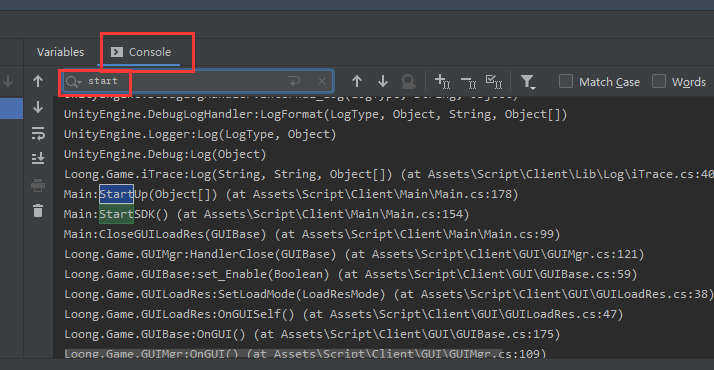 Variables
Console
start
Match Case
Words
UnityEngine.DebugLogHandler:LogFormat(LogType, Object, String, Object[])
UnityEngine.Logger:Log(LogType, Object)
UnityEngine.Debug:Log(Object)
Loong.Game.iTrace:Log(String, String, Object[]) (at Assets\Script\Client\Lib\Log\iTrace.cs:40
Main:StartUp(Object[]) (at Assets\Script\Client\Main\Main.cs:178)
Main:StartSDK() (at Assets\Script\Client\Main\Main.cs:154)
Main:CloseGUILoadRes(GUIBase) (at Assets\Script\Client\Main\Main.cs:99)
Loong.Game.GUIMgr:HandlerClose(GUIBase) (at Assets\Script\Client\GUI\GUIMgr.cs:121)
Loong.Game.GUIBase:set_Enable(Boolean) (at Assets\Script\Client\GUI\GUIBase.cs:59)
Loong.Game.GUILoadRes:SetLoadMode(LoadResMode) (at Assets\Script\Client\GUI\GUILoadRes.cs:38)
Loong.Game.GUILoadRes:OnGUISelf() (at Assets\Script\Client\GUI\GUILoadRes.cs:47)
Loong.Game.GUIBase:OnGUI() (at Assets\Script\Client\GUI\GUIBase.cs:175)
Loong.Game.GUIMgr:OnGUI() (at Assets\Script\Client\GUI\GUIMgr.cs:109)